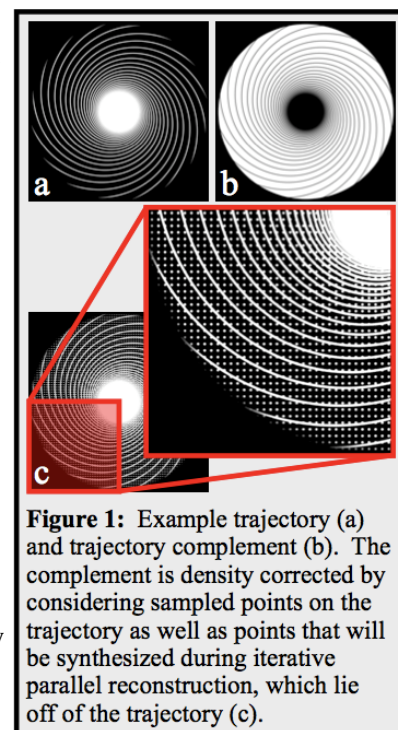 a
b
c
Figure 1: Example trajectory (a)
and trajectory complement (b). The
complement is density corrected by
considering sampled points on the
trajectory as well as points that will
be synthesized during iterative
parallel reconstruction, which lie
off of the trajectory (c).